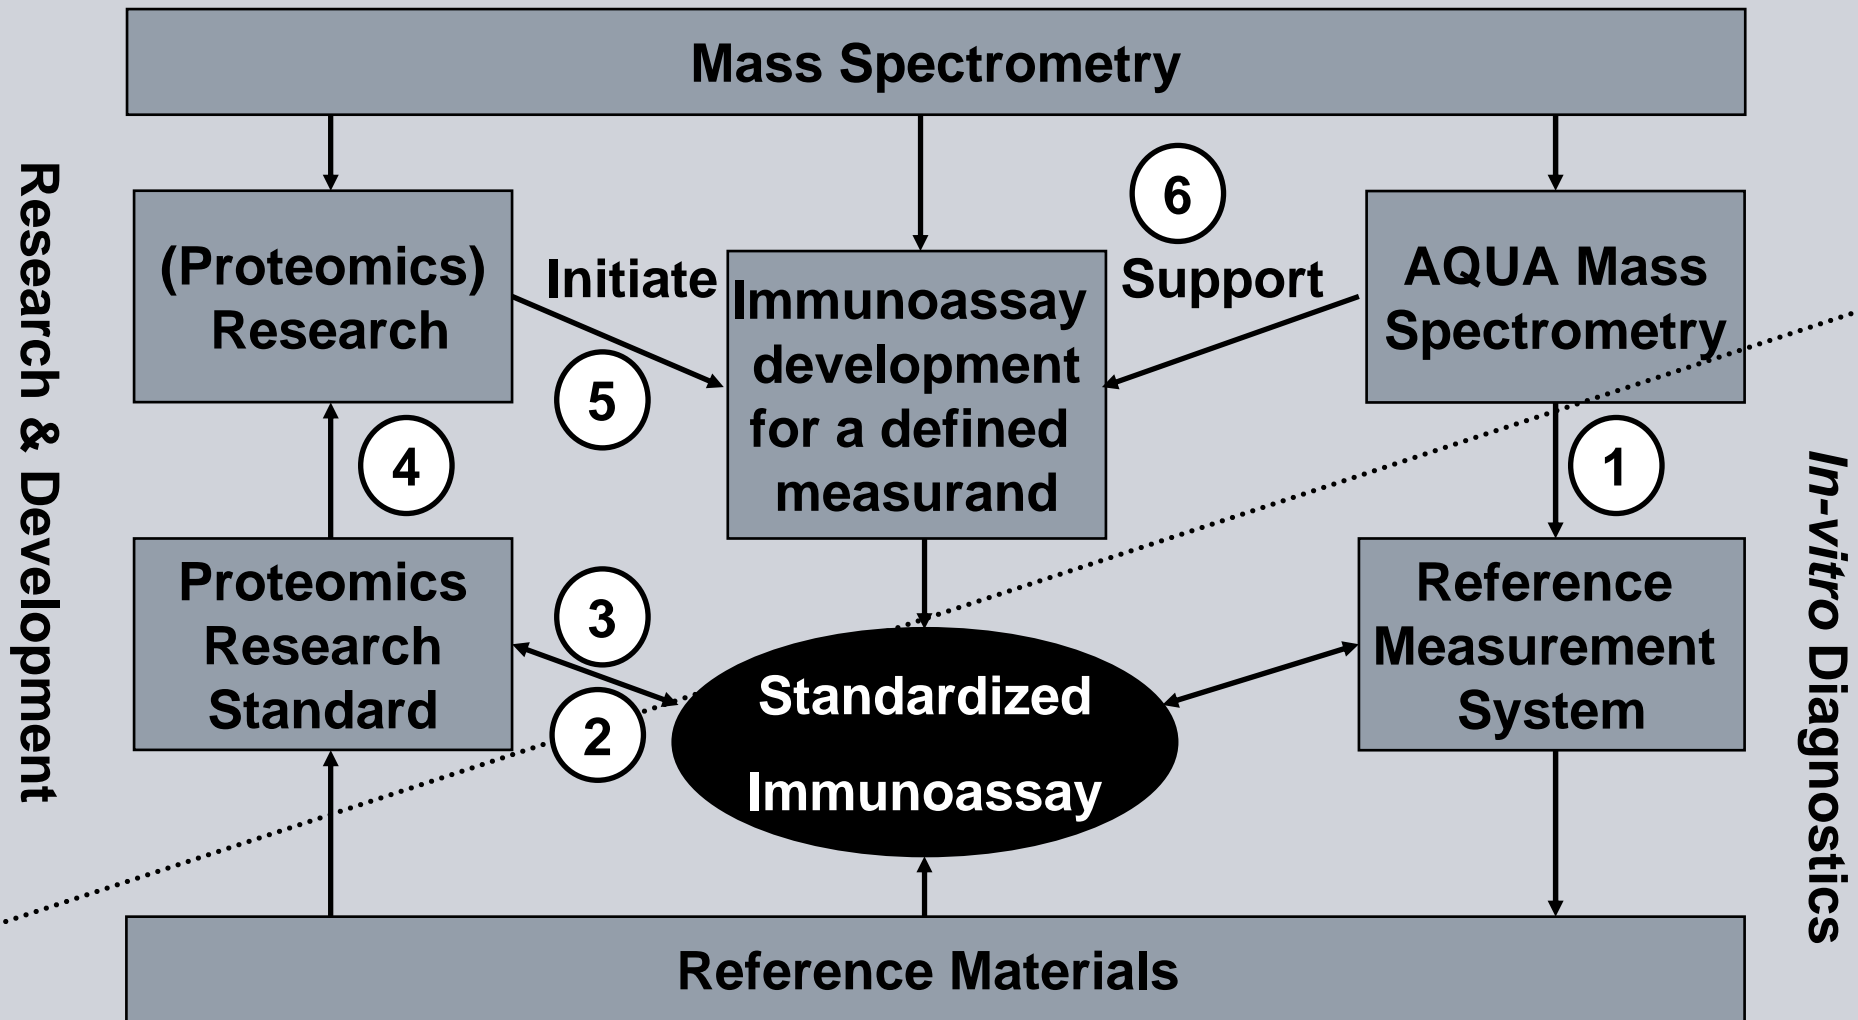 Mass Spectrometry
Research & Development
(Proteomics)
Research
Initiate
5
4
Immunoassay
development
for a defined
measurand
6
Support
AQUA Mass
Spectrometry
1
In-vitro Diagnostics
Proteomics
Research
Standard
3
2
Standardized
Immunoassay
Reference
Measurement
System
Reference Materials